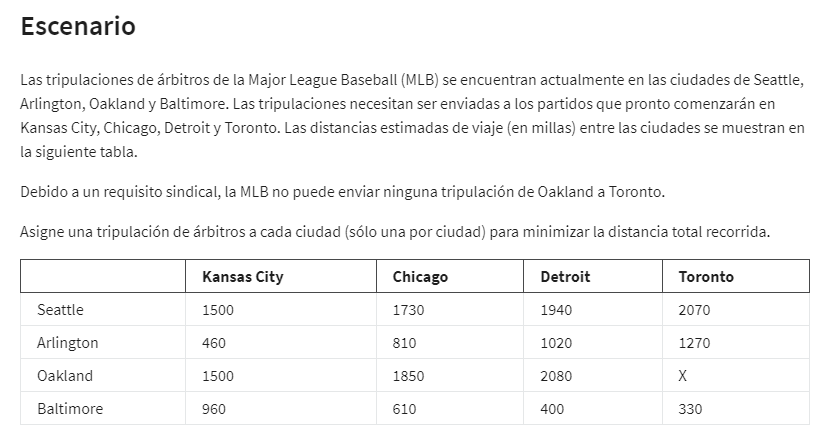 Escenario
Las tripulaciones de árbitros de la Major League Baseball (MLB) se encuentran actualmente en las ciudades de Seattle,
Arlington, Oakland y Baltimore. Las tripulaciones necesitan ser enviadas a los partidos que pronto comenzarán en
Kansas City, Chicago, Detroit y Toronto. Las distancias estimadas de viaje (en millas) entre las ciudades se muestran en
la siguiente tabla.
Debido a un requisito sindical, la MLB no puede enviar ninguna tripulación de Oakland a Toronto.
Asigne una tripulación de árbitros a cada ciudad (sólo una por ciudad) para minimizar la distancia total recorrida.
Kansas City Chicago Detroit Toronto
Seattle 1500 1730 1940 2070
Arlington 460 810 1020 1270
Oakland 1500 1850 2080 X
Baltimore 960 610 400 330